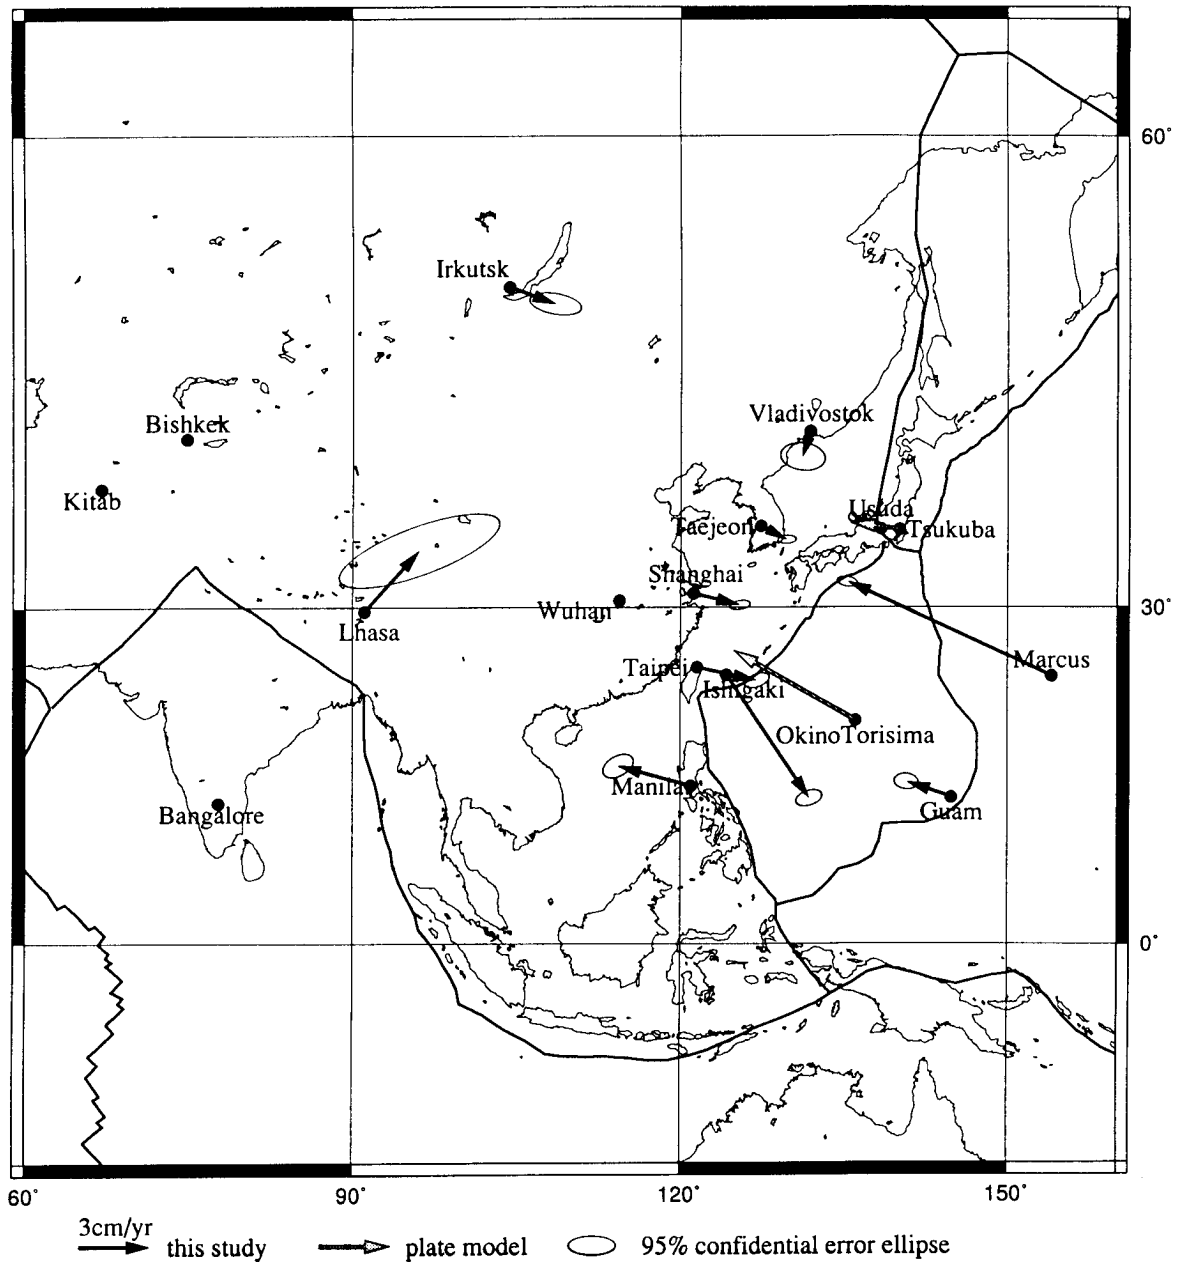 60°
Irkutsk
Vladivostok
Bishkek
Kitab
Usuda
Taejeon
Tsukuba
Shanghai
30°
Wuhan
Lhasa
Marcus
Taipei
Ishigaki
OkinoTorisima
Manila
Bangalore
Guam
0°
60°
90°
120°
150°
3cm/yr
this study
plate model
95% confidential error ellipse